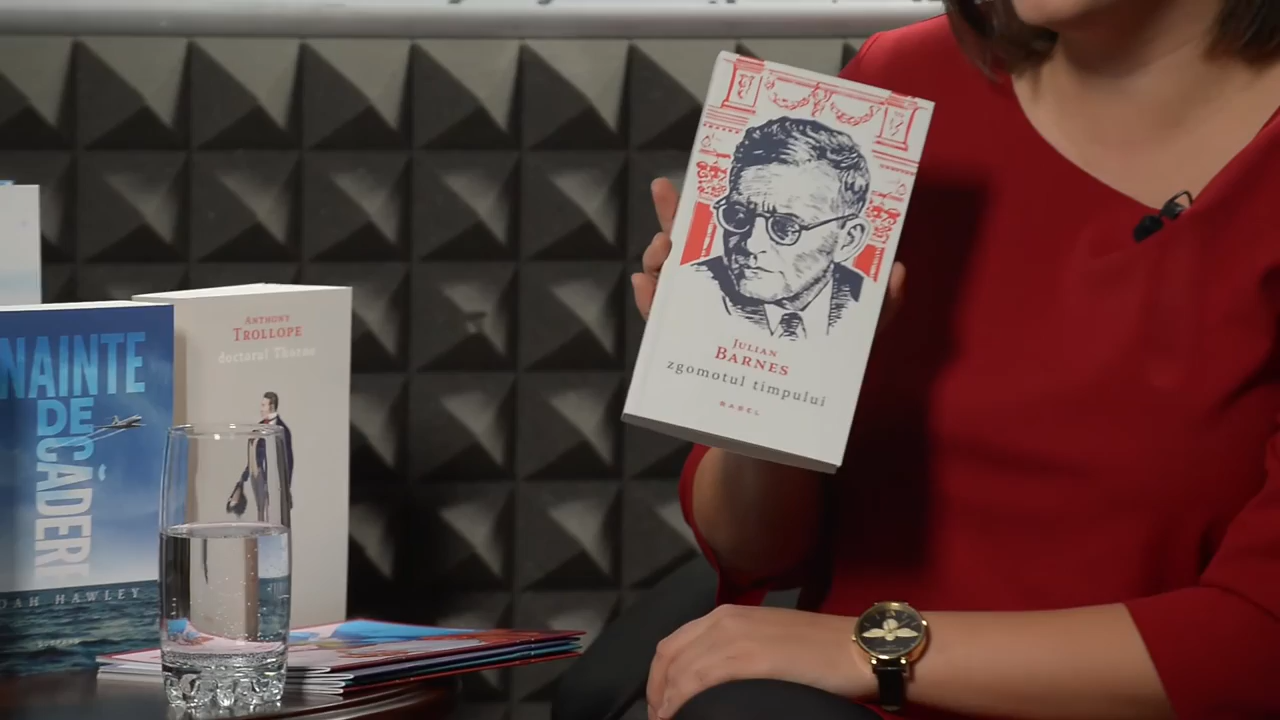 NAINTE
DE
CĂDERE
OAH HAWLEY
ANTHONY
TROLLOPE
doctorul Thorne
JULIAN
BARNES
zgomotul timpului
BABEL